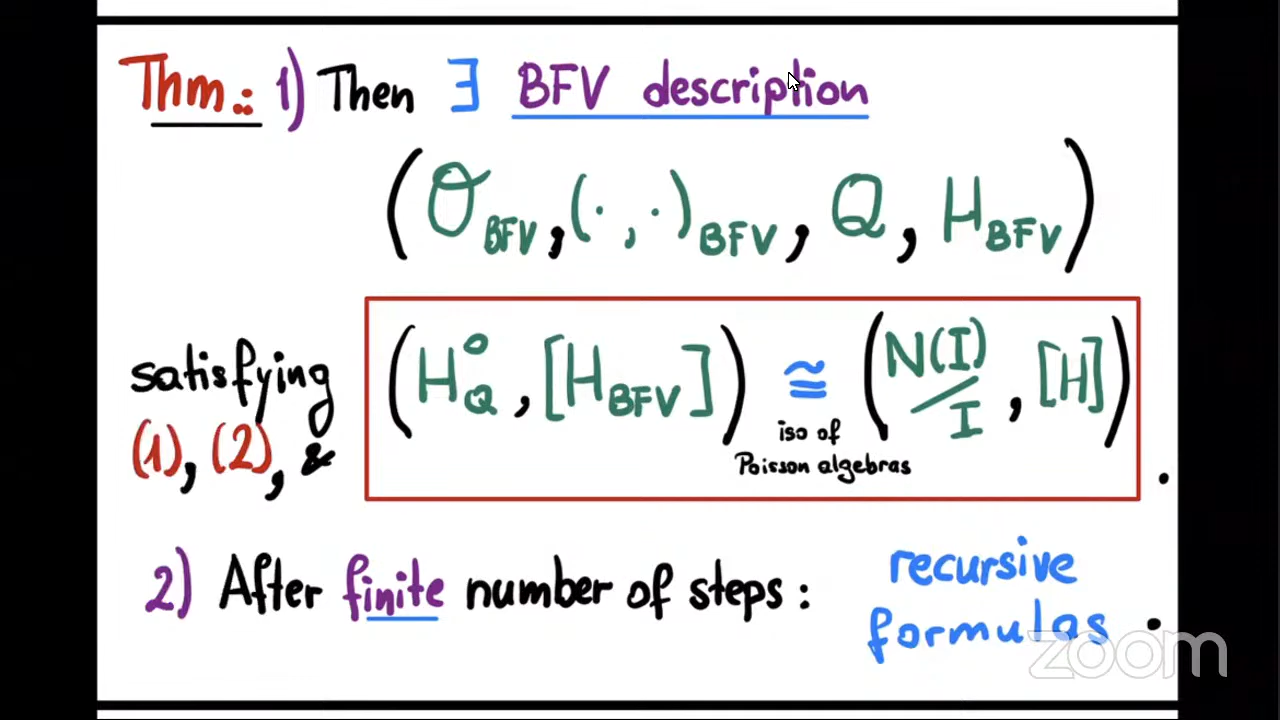 Thm.: 1) Then ∃ BFV description
(O_BFV, (·,·)_BFV, Q, H_BFV)
satisfying (1), (2), & (H⁰_Q, [H_BFV]) ≅ (N(I)/I, [H]).
iso of
Poisson algebras
2) After finite number of steps: recursive
formulas.
zoom